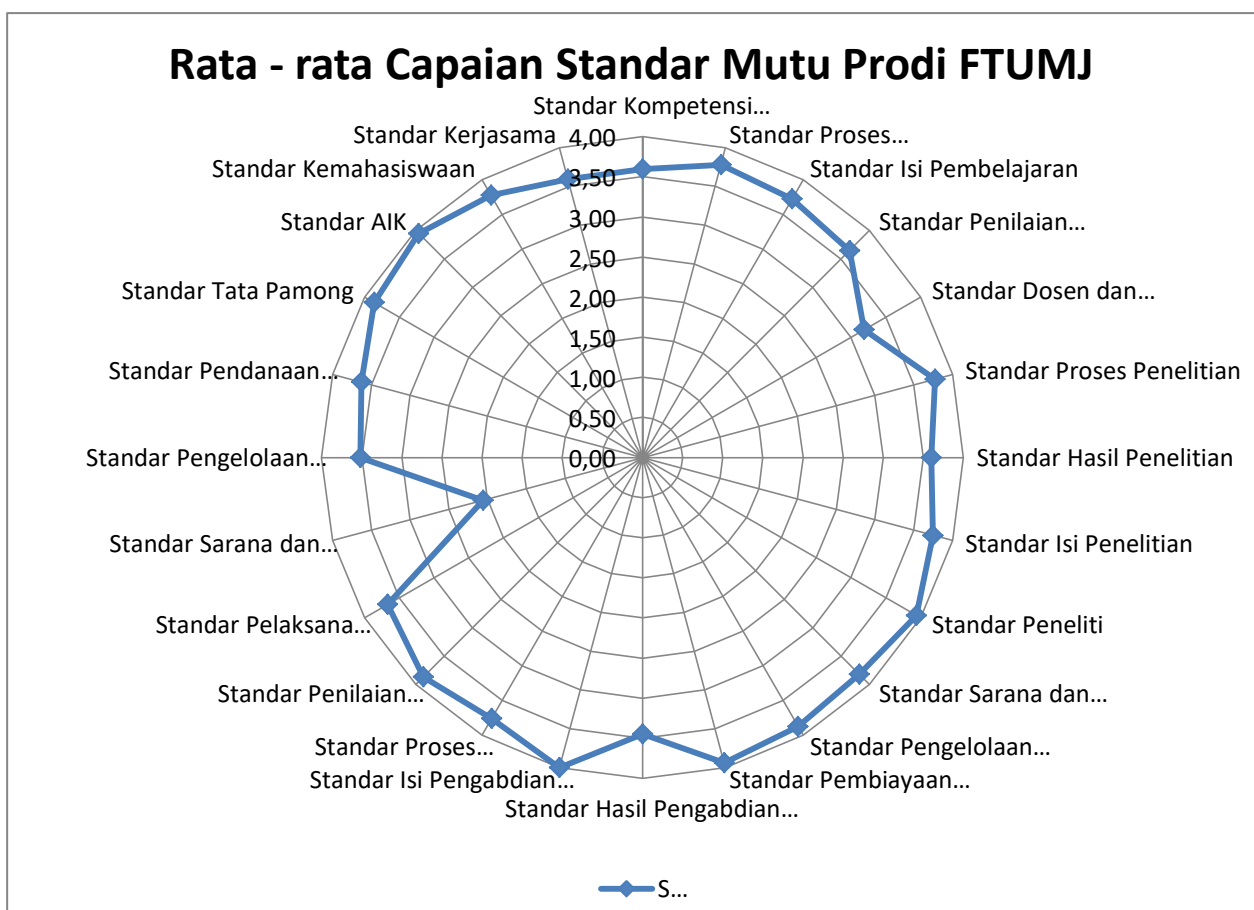 Rata - rata Capaian Standar Mutu Prodi FTUMJ
Standar Kompetensi...
Standar Proses...
Standar Isi Pembelajaran
Standar Penilaian...
Standar Dosen dan...
Standar Proses Penelitian
Standar Hasil Penelitian
Standar Isi Penelitian
Standar Peneliti
Standar Sarana dan...
Standar Pengelolaan...
Standar Pembiayaan...
Standar Hasil Pengabdian...
Standar Isi Pengabdian...
Standar Proses...
Standar Penilaian...
Standar Pelaksana...
Standar Sarana dan...
Standar Pengelolaan...
Standar Pendanaan...
Standar Tata Pamong
Standar AIK
Standar Kemahasiswaan
Standar Kerjasama
4,00
3,50
3,00
2,50
2,00
1,50
1,00
0,50
0,00
S...